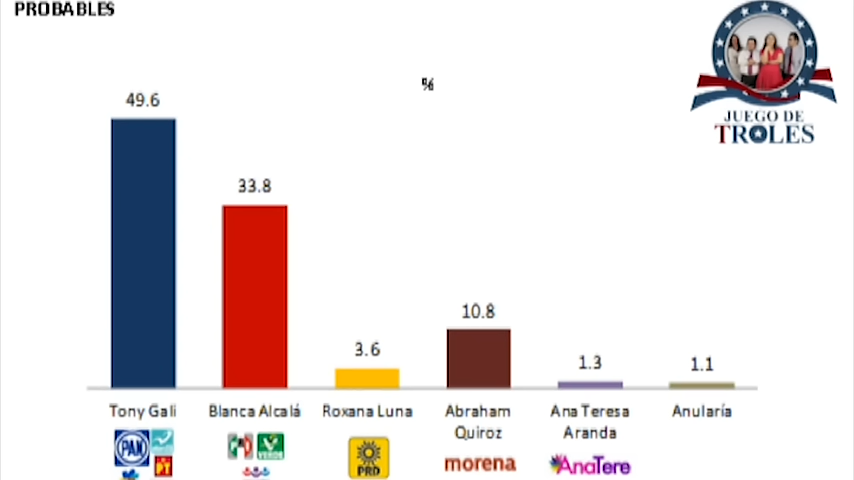 PROBABLES
%
JUEGO DE
TROLES
49.6
33.8
3.6
10.8
1.3
1.1
Tony Gali
Blanca Alcalá
Roxana Luna
Abraham
Quiroz
Ana Teresa
Aranda
Anularía
PAN
PT
PRI
VERDE
PRD
morena
AnaTere